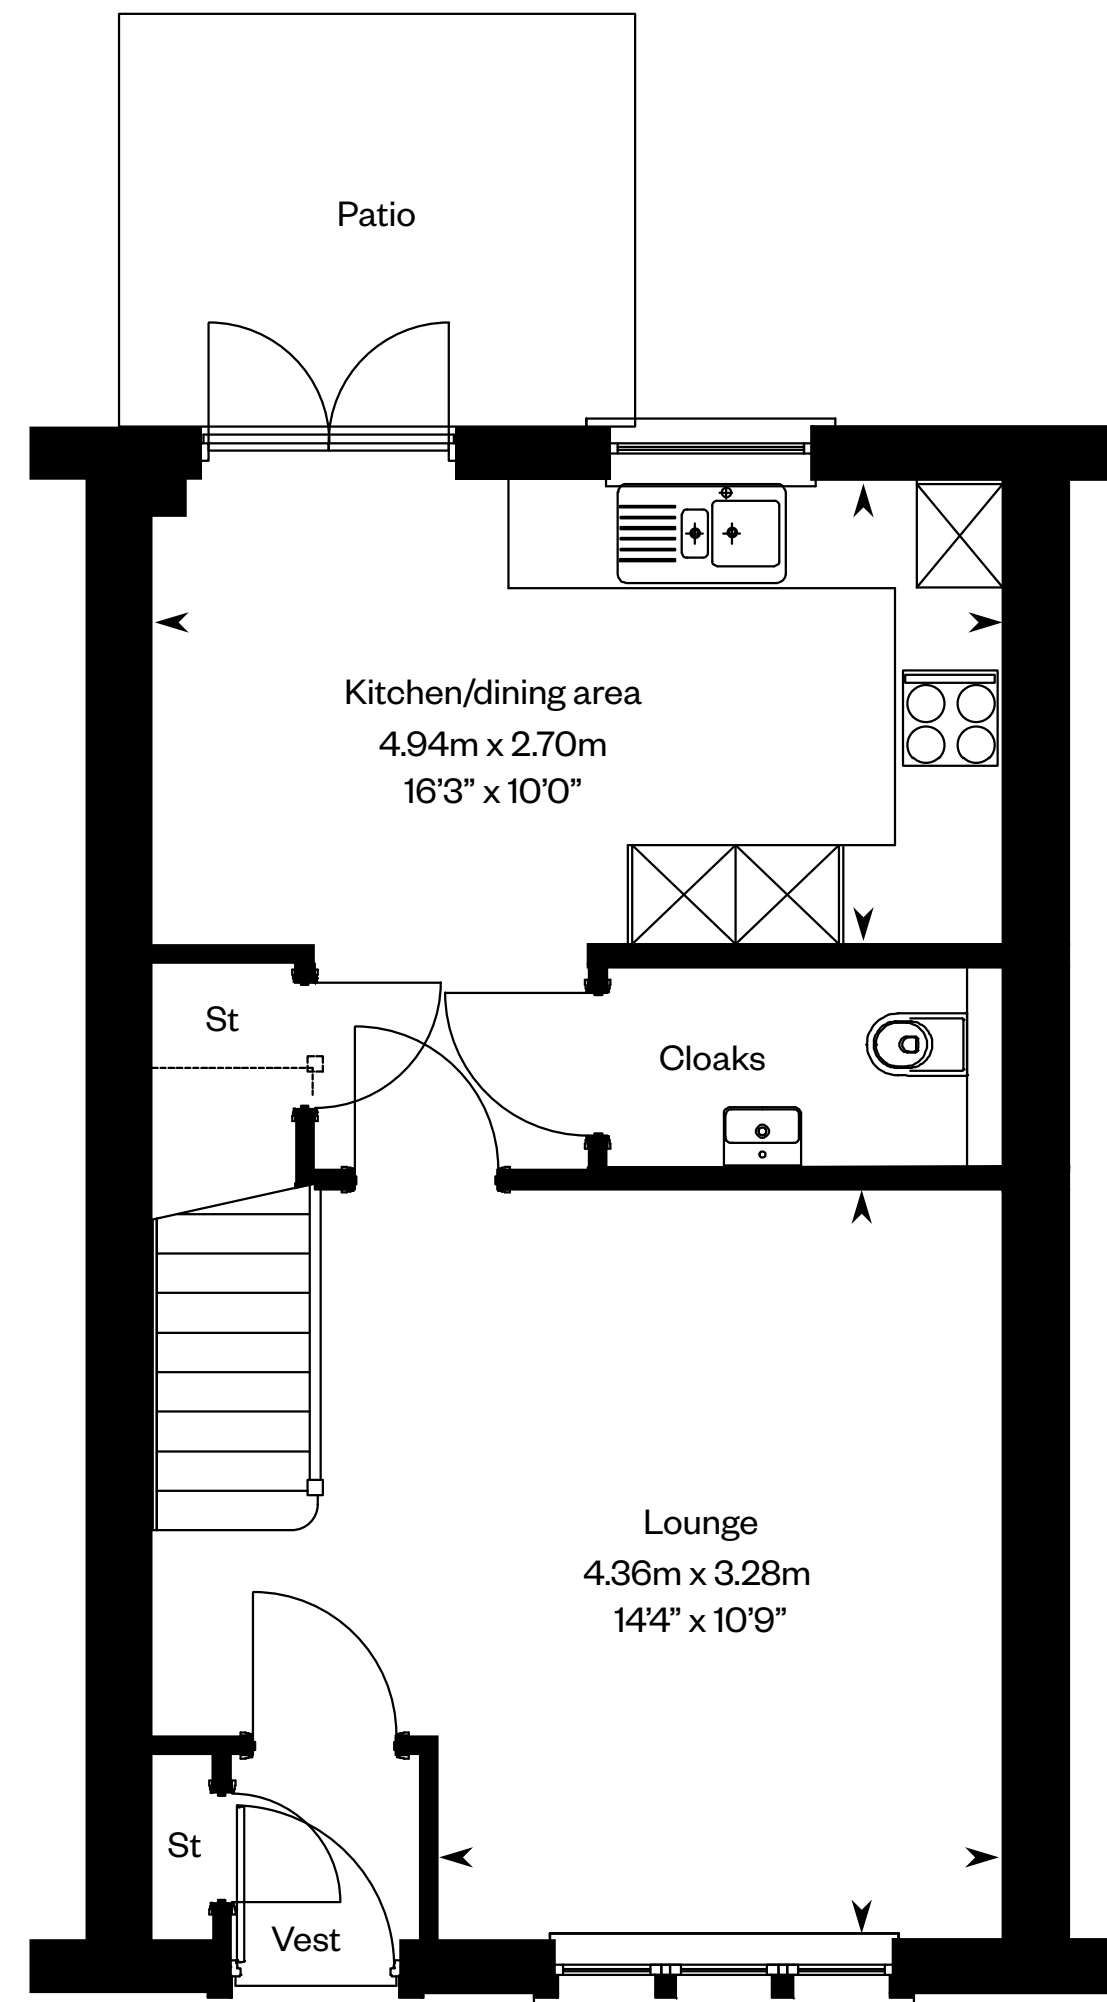 Patio
Kitchen/dining area
4.94m x 2.70m
16’3” x 10’0”
St
Cloaks
Lounge
4.36m x 3.28m
14’4” x 10’9”
St
Vest